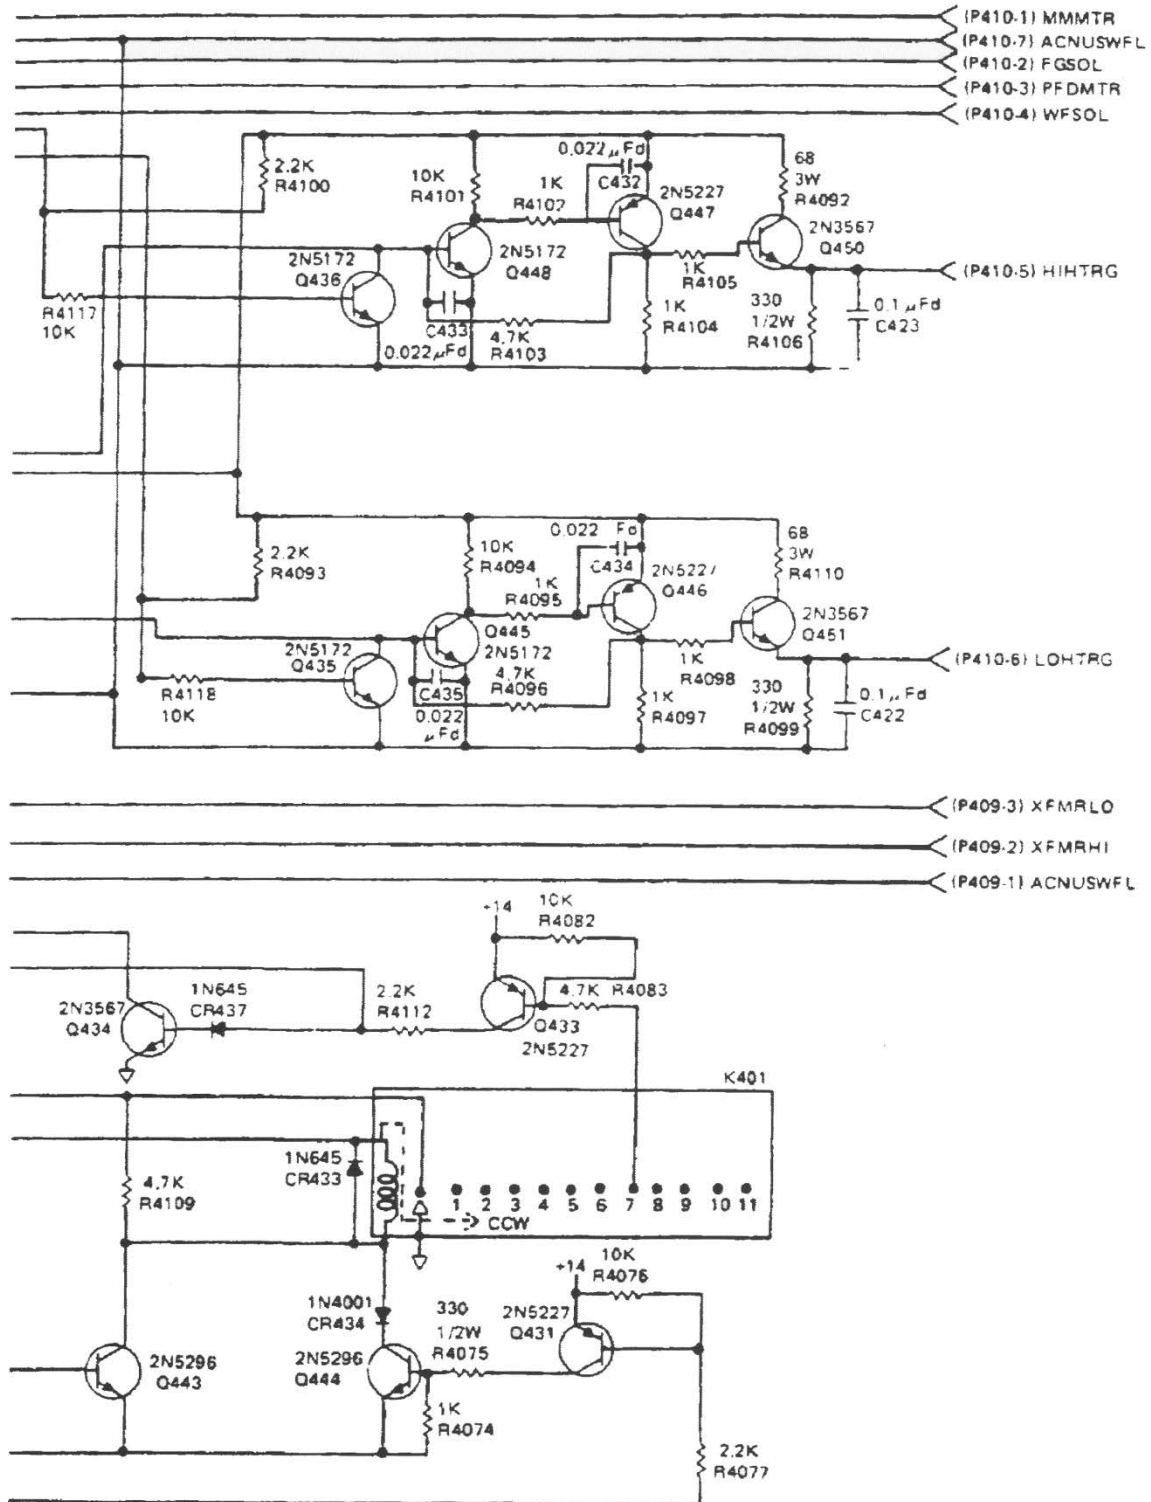 (P410-1) MMMTR
(P410-7) ACNUSWFL
(P410-2) FGSOL
(P410-3) PFDMTR
(P410-4) WFSOL
2.2K
R4100
10K
R4101
1K
R4102
0.022 μFd
C432
2N5227
Q447
68
3W
R4092
2N3567
Q450
2N5172
Q436
2N5172
Q448
1K
R4105
(P410-5) HIHTRG
R4117
10K
C433
0.022 μFd
4.7K
R4103
1K
R4104
330
1/2W
R4106
0.1 μFd
C423
2.2K
R4093
10K
R4094
1K
R4095
0.022 Fd
C434
2N5227
Q446
68
3W
R4110
2N3567
Q451
2N5172
Q435
Q445
2N5172
4.7K
R4096
1K
R4098
(P410-6) LOHTRG
R4118
10K
C435
0.022
μFd
1K
R4097
330
1/2W
R4099
0.1 μFd
C422
(P409-3) XFMRLO
(P409-2) XFMRHI
(P409-1) ACNUSWFL
+14
10K
R4082
2N3567
Q434
1N645
CR437
2.2K
R4112
4.7K R4083
Q433
2N5227
K401
4.7K
R4109
1N645
CR433
1 2 3 4 5 6 7 8 9 10 11
CCW
+14
10K
R4076
1N4001
CR434
330
1/2W
R4075
2N5227
Q431
2N5296
Q443
2N5296
Q444
1K
R4074
2.2K
R4077